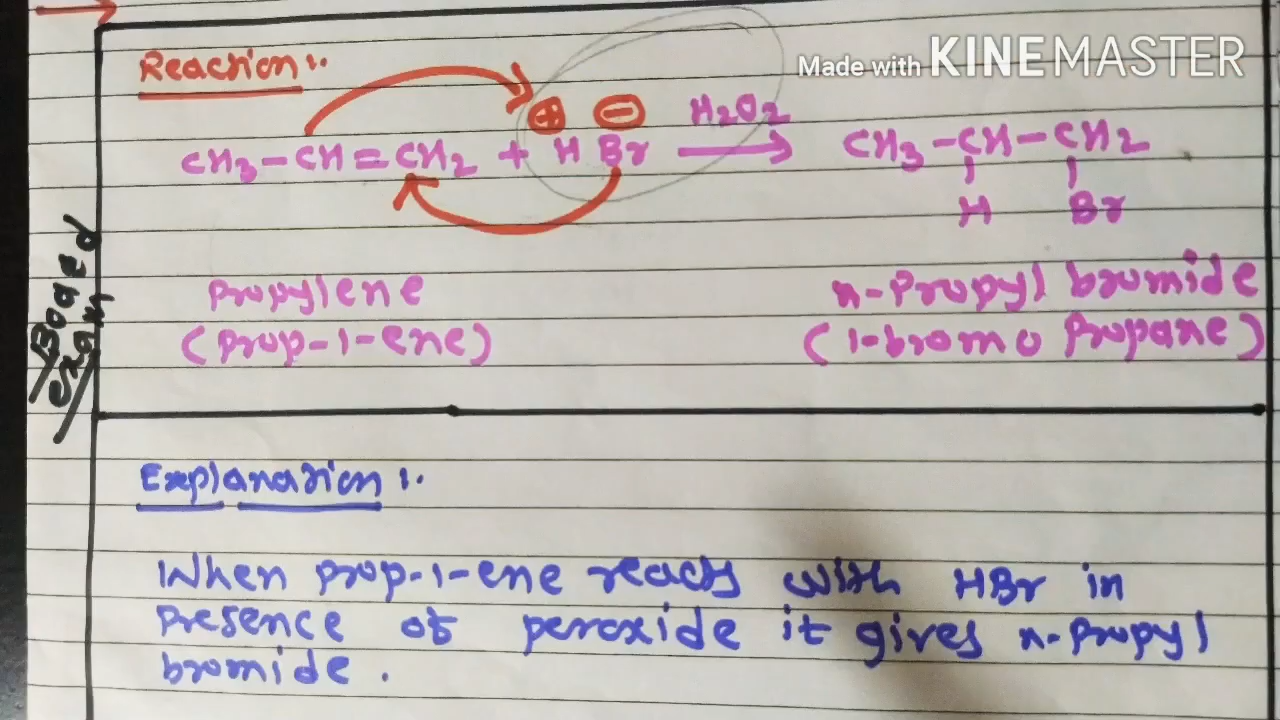 Reaction:.
Made with KINEMASTER
⊕ ⊖ H2O2
CH3-CH=CH2 + H Br → CH3-CH-CH2
H Br
Propylene n-Propyl bromide
(Prop-1-ene) (1-bromo Propane)
Board
Exam
Explanation:.
When prop-1-ene reacts with HBr in
Presence of peroxide it gives n-Propyl
bromide.